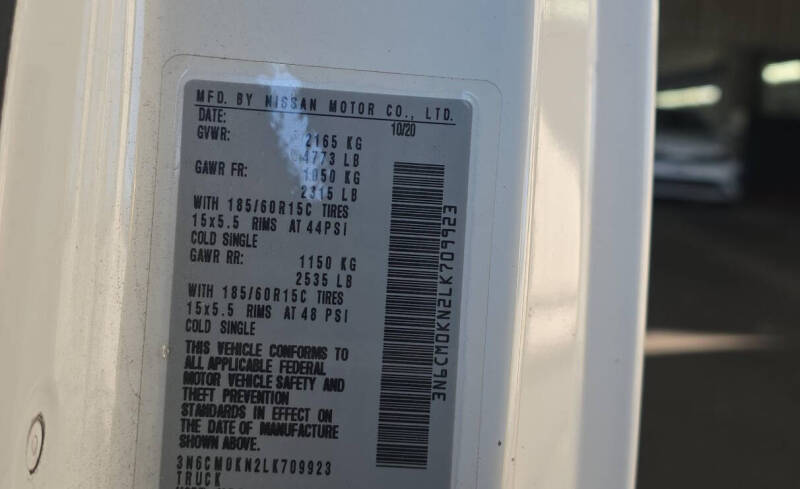 MFD. BY NISSAN MOTOR CO., LTD.
DATE: 10/20
GVWR: 2165 KG
4773 LB
GAWR FR: 1050 KG
2315 LB
WITH 185/60R15C TIRES
15x5.5 RIMS AT 44PSI
COLD SINGLE
GAWR RR: 1150 KG
2535 LB
WITH 185/60R15C TIRES
15x5.5 RIMS AT 48 PSI
COLD SINGLE
THIS VEHICLE CONFORMS TO
ALL APPLICABLE FEDERAL
MOTOR VEHICLE SAFETY AND
THEFT PREVENTION
STANDARDS IN EFFECT ON
THE DATE OF MANUFACTURE
SHOWN ABOVE.
3N6CM0KN2LK709923
TRUCK
3N6CM0KN2LK709923